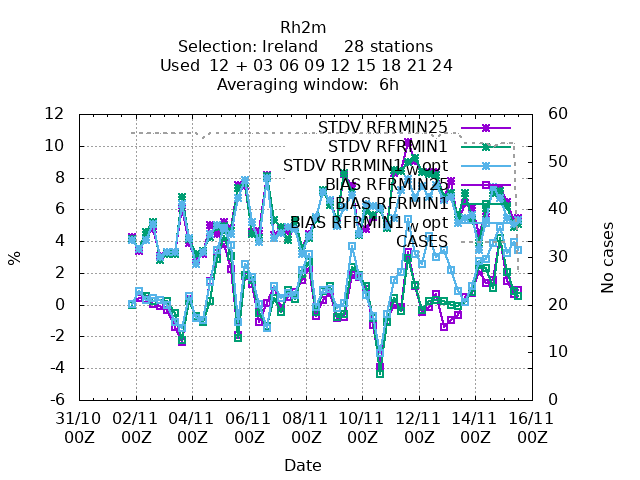 Rh2m
Selection: Ireland 28 stations
Used 12 + 03 06 09 12 15 18 21 24
Averaging window: 6h
12
10
8
6
4
2
0
-2
-4
-6
%
60
50
40
30
20
10
0
No cases
STDV RFRMIN25
STDV RFRMIN1
STDV RFRMIN1_w_opt
BIAS RFRMIN25
BIAS RFRMIN1
BIAS RFRMIN1_w_opt
CASES
31/10 02/11 04/11 06/11 08/11 10/11 12/11 14/11 16/11
00Z 00Z 00Z 00Z 00Z 00Z 00Z 00Z 00Z
Date